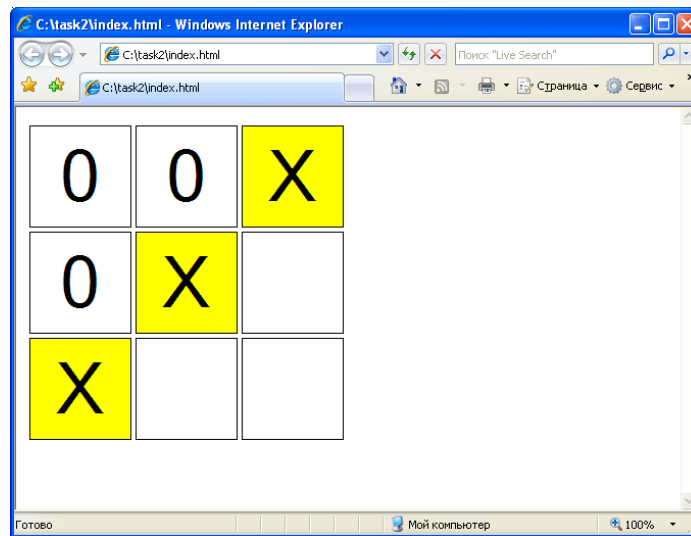 C:\task2\index.html - Windows Internet Explorer
C:\task2\index.html
Поиск "Live Search"
C:\task2\index.html
Страница
Сервис
0 0 X
0 X
X
Готово
Мой компьютер
100%